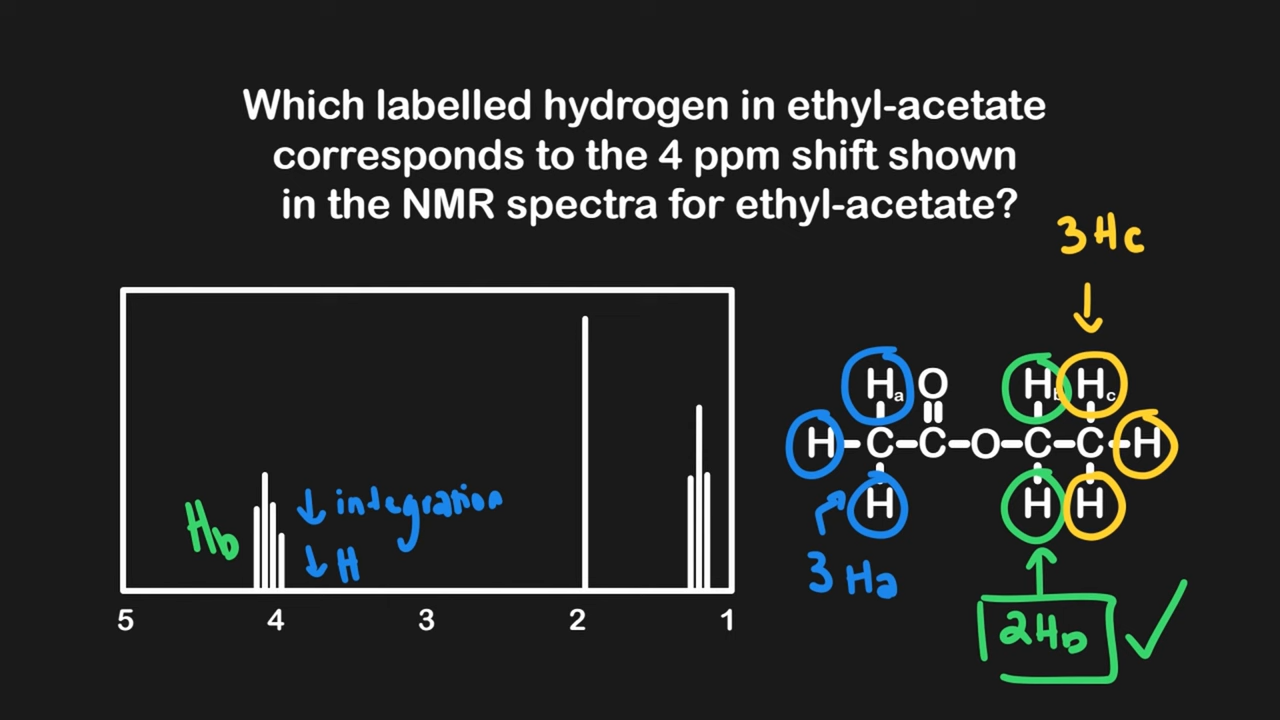 Which labelled hydrogen in ethyl-acetate
corresponds to the 4 ppm shift shown
in the NMR spectra for ethyl-acetate?
3Hc
Ha O Hb Hc
H-C-C-O-C-C-H
H H H
↓ integration
Hb
↓ H
3 Ha
2Hb
5 4 3 2 1